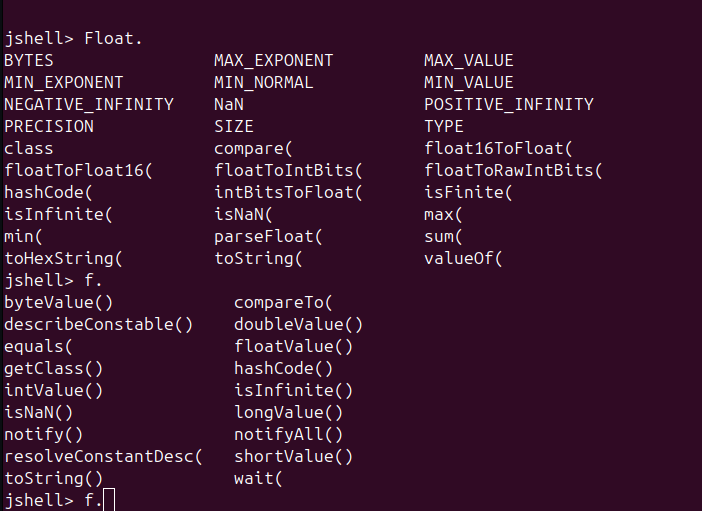 jshell> Float.
BYTES MAX_EXPONENT MAX_VALUE
MIN_EXPONENT MIN_NORMAL MIN_VALUE
NEGATIVE_INFINITY NaN POSITIVE_INFINITY
PRECISION SIZE TYPE
class compare( float16ToFloat(
floatToFloat16( floatToIntBits( floatToRawIntBits(
hashCode( intBitsToFloat( isFinite(
isInfinite( isNaN( max(
min( parseFloat( sum(
toHexString( toString( valueOf(
jshell> f.
byteValue() compareTo(
describeConstable() doubleValue()
equals( floatValue()
getClass() hashCode()
intValue() isInfinite()
isNaN() longValue()
notify() notifyAll()
resolveConstantDesc( shortValue()
toString() wait(
jshell> f.